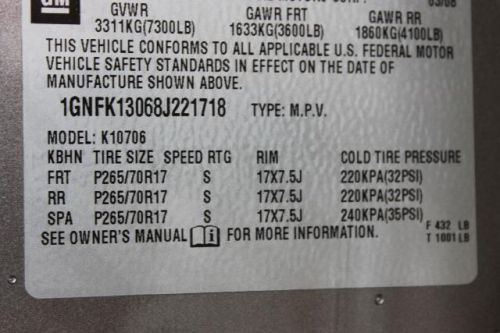 GM
03/08
GVWR GAWR FRT GAWR RR
3311KG(7300LB) 1633KG(3600LB) 1860KG(4100LB)
THIS VEHICLE CONFORMS TO ALL APPLICABLE U.S. FEDERAL MOTOR
VEHICLE SAFETY STANDARDS IN EFFECT ON THE DATE OF
MANUFACTURE SHOWN ABOVE.
1GNFK13068J221718 TYPE: M.P.V.
MODEL: K10706
KBHN TIRE SIZE SPEED RTG RIM COLD TIRE PRESSURE
FRT P265/70R17 S 17X7.5J 220KPA(32PSI)
RR P265/70R17 S 17X7.5J 220KPA(32PSI)
SPA P265/70R17 S 17X7.5J 240KPA(35PSI)
SEE OWNER'S MANUAL i FOR MORE INFORMATION.
F 432 LB
T 1001 LB